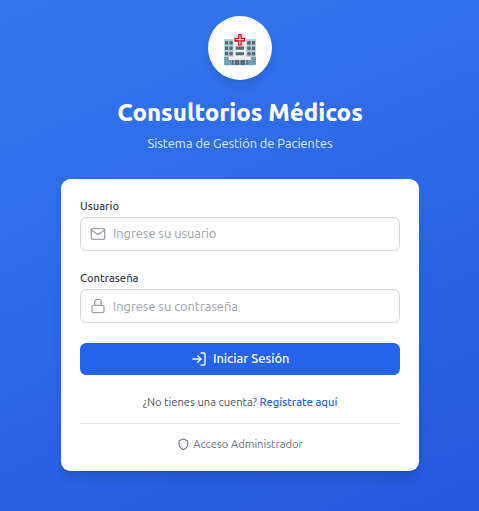 Consultorios Médicos
Sistema de Gestión de Pacientes
Usuario
Ingrese su usuario
Contraseña
Ingrese su contraseña
Iniciar Sesión
¿No tienes una cuenta? Regístrate aquí
Acceso Administrador